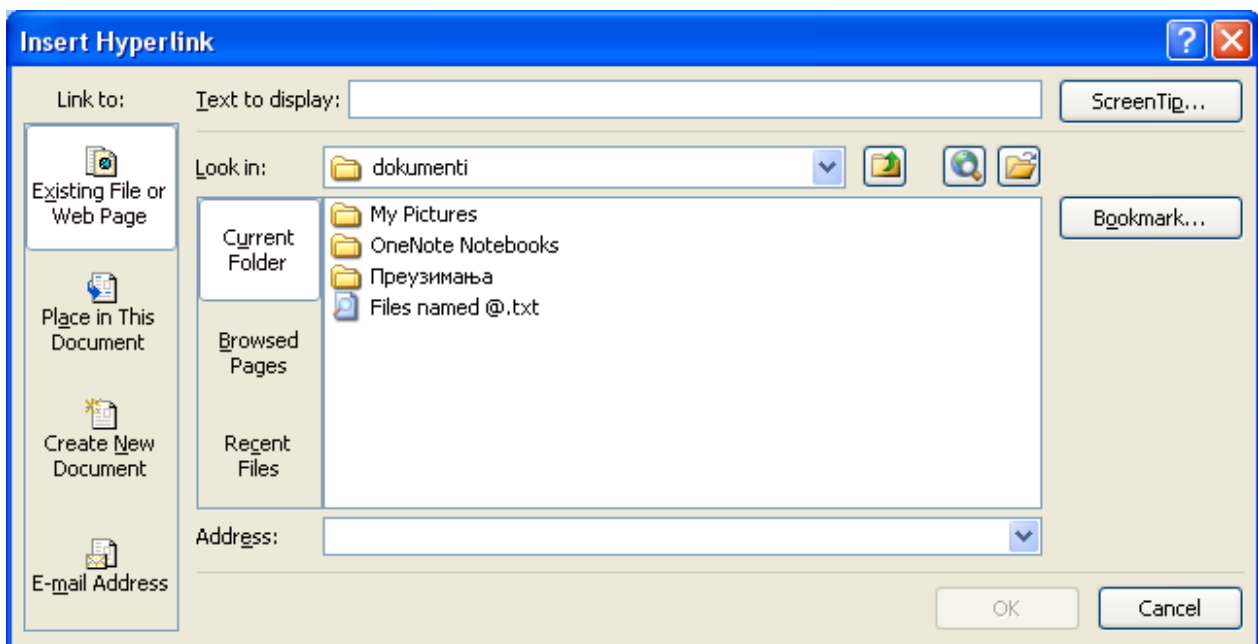 Insert Hyperlink
Link to:
Text to display:
ScreenTip...
Existing File or
Web Page
Place in This
Document
Create New
Document
E-mail Address
Look in:
dokumenti
Current
Folder
Browsed
Pages
Recent
Files
My Pictures
OneNote Notebooks
Преузимања
Files named @.txt
Bookmark...
Address:
OK
Cancel